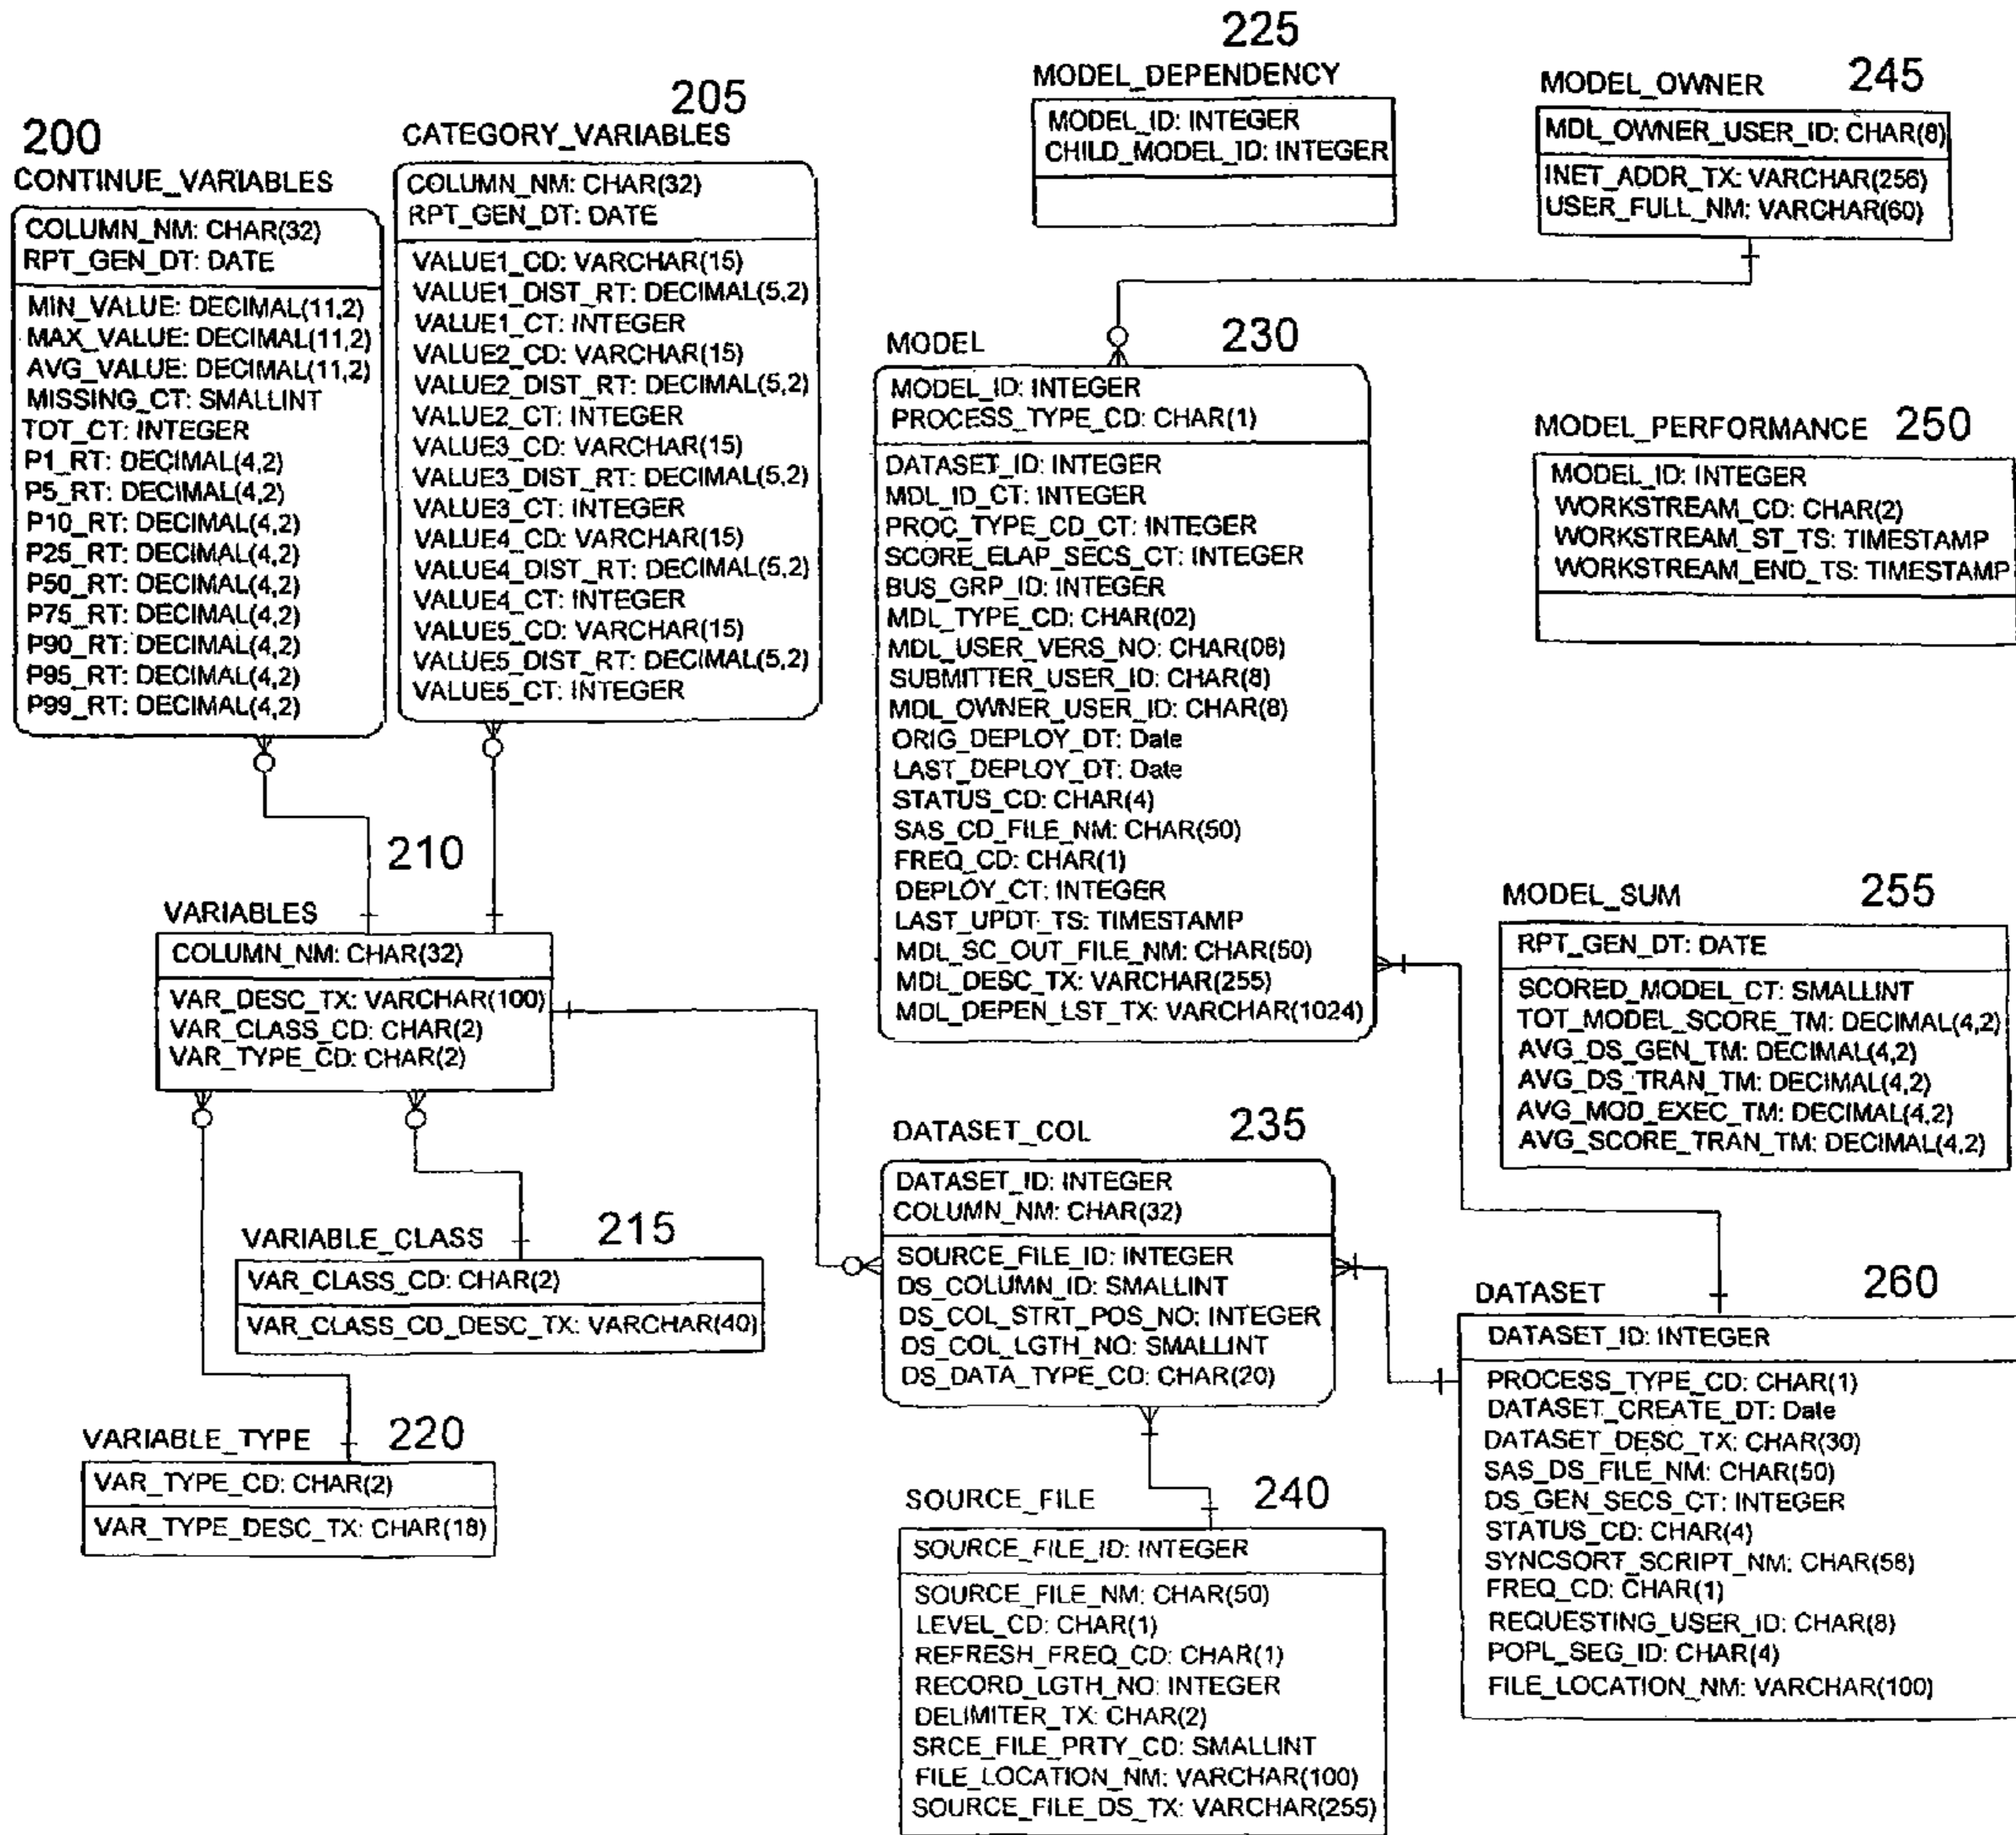 200
CONTINUE_VARIABLES
COLUMN_NM: CHAR(32)
RPT_GEN_DT: DATE
MIN_VALUE: DECIMAL(11,2)
MAX_VALUE: DECIMAL(11,2)
AVG_VALUE: DECIMAL(11,2)
MISSING_CT: SMALLINT
TOT_CT: INTEGER
P1_RT: DECIMAL(4,2)
P5_RT: DECIMAL(4,2)
P10_RT: DECIMAL(4,2)
P25_RT: DECIMAL(4,2)
P50_RT: DECIMAL(4,2)
P75_RT: DECIMAL(4,2)
P90_RT: DECIMAL(4,2)
P95_RT: DECIMAL(4,2)
P99_RT: DECIMAL(4,2)
205
CATEGORY_VARIABLES
COLUMN_NM: CHAR(32)
RPT_GEN_DT: DATE
VALUE1_CD: VARCHAR(15)
VALUE1_DIST_RT: DECIMAL(5,2)
VALUE1_CT: INTEGER
VALUE2_CD: VARCHAR(15)
VALUE2_DIST_RT: DECIMAL(5,2)
VALUE2_CT: INTEGER
VALUE3_CD: VARCHAR(15)
VALUE3_DIST_RT: DECIMAL(5,2)
VALUE3_CT: INTEGER
VALUE4_CD: VARCHAR(15)
VALUE4_DIST_RT: DECIMAL(5,2)
VALUE4_CT: INTEGER
VALUE5_CD: VARCHAR(15)
VALUE5_DIST_RT: DECIMAL(5,2)
VALUE5_CT: INTEGER
210
VARIABLES
COLUMN_NM: CHAR(32)
VAR_DESC_TX: VARCHAR(100)
VAR_CLASS_CD: CHAR(2)
VAR_TYPE_CD: CHAR(2)
VARIABLE_CLASS 215
VAR_CLASS_CD: CHAR(2)
VAR_CLASS_CD_DESC_TX: VARCHAR(40)
VARIABLE_TYPE 220
VAR_TYPE_CD: CHAR(2)
VAR_TYPE_DESC_TX: CHAR(18)
225
MODEL_DEPENDENCY
MODEL_ID: INTEGER
CHILD_MODEL_ID: INTEGER
MODEL 230
MODEL_ID: INTEGER
PROCESS_TYPE_CD: CHAR(1)
DATASET_ID: INTEGER
MDL_ID_CT: INTEGER
PROC_TYPE_CD_CT: INTEGER
SCORE_ELAP_SECS_CT: INTEGER
BUS_GRP_ID: INTEGER
MDL_TYPE_CD: CHAR(02)
MDL_USER_VERS_NO: CHAR(08)
SUBMITTER_USER_ID: CHAR(8)
MDL_OWNER_USER_ID: CHAR(8)
ORIG_DEPLOY_DT: Date
LAST_DEPLOY_DT: Date
STATUS_CD: CHAR(4)
SAS_CD_FILE_NM: CHAR(50)
FREQ_CD: CHAR(1)
DEPLOY_CT: INTEGER
LAST_UPDT_TS: TIMESTAMP
MDL_SC_OUT_FILE_NM: CHAR(50)
MDL_DESC_TX: VARCHAR(255)
MDL_DEPEN_LST_TX: VARCHAR(1024)
DATASET_COL 235
DATASET_ID: INTEGER
COLUMN_NM: CHAR(32)
SOURCE_FILE_ID: INTEGER
DS_COLUMN_ID: SMALLINT
DS_COL_STRT_POS_NO: INTEGER
DS_COL_LGTH_NO: SMALLINT
DS_DATA_TYPE_CD: CHAR(20)
SOURCE_FILE 240
SOURCE_FILE_ID: INTEGER
SOURCE_FILE_NM: CHAR(50)
LEVEL_CD: CHAR(1)
REFRESH_FREQ_CD: CHAR(1)
RECORD_LGTH_NO: INTEGER
DELIMITER_TX: CHAR(2)
SRCE_FILE_PRTY_CD: SMALLINT
FILE_LOCATION_NM: VARCHAR(100)
SOURCE_FILE_DS_TX: VARCHAR(255)
MODEL_OWNER 245
MDL_OWNER_USER_ID: CHAR(8)
INET_ADDR_TX: VARCHAR(256)
USER_FULL_NM: VARCHAR(60)
MODEL_PERFORMANCE 250
MODEL_ID: INTEGER
WORKSTREAM_CD: CHAR(2)
WORKSTREAM_ST_TS: TIMESTAMP
WORKSTREAM_END_TS: TIMESTAMP
MODEL_SUM 255
RPT_GEN_DT: DATE
SCORED_MODEL_CT: SMALLINT
TOT_MODEL_SCORE_TM: DECIMAL(4,2)
AVG_DS_GEN_TM: DECIMAL(4,2)
AVG_DS_TRAN_TM: DECIMAL(4,2)
AVG_MOD_EXEC_TM: DECIMAL(4,2)
AVG_SCORE_TRAN_TM: DECIMAL(4,2)
DATASET 260
DATASET_ID: INTEGER
PROCESS_TYPE_CD: CHAR(1)
DATASET_CREATE_DT: Date
DATASET_DESC_TX: CHAR(30)
SAS_DS_FILE_NM: CHAR(50)
DS_GEN_SECS_CT: INTEGER
STATUS_CD: CHAR(4)
SYNCSORT_SCRIPT_NM: CHAR(58)
FREQ_CD: CHAR(1)
REQUESTING_USER_ID: CHAR(8)
POPL_SEG_ID: CHAR(4)
FILE_LOCATION_NM: VARCHAR(100)